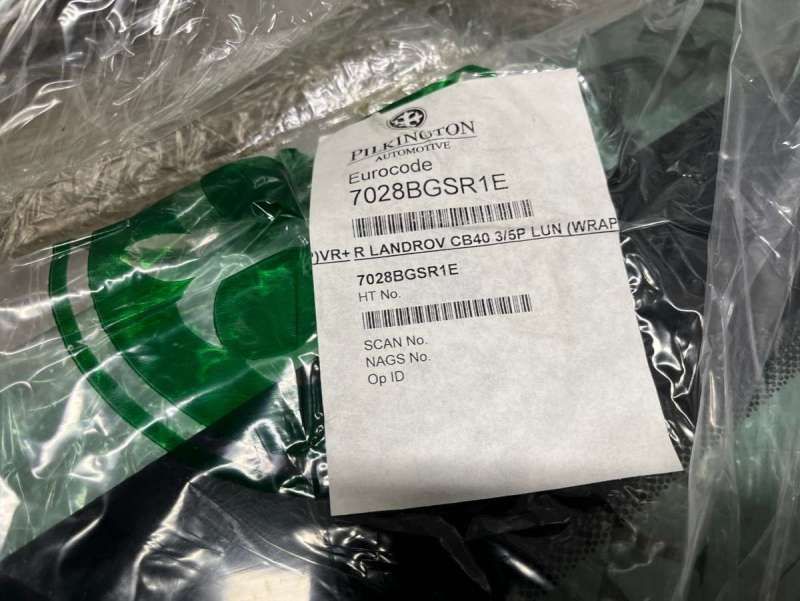 PILKINGTON
AUTOMOTIVE
Eurocode
7028BGSR1E
)VR+ R LANDROV CB40 3/5P LUN (WRAP
7028BGSR1E
HT No.
SCAN No.
NAGS No.
Op ID